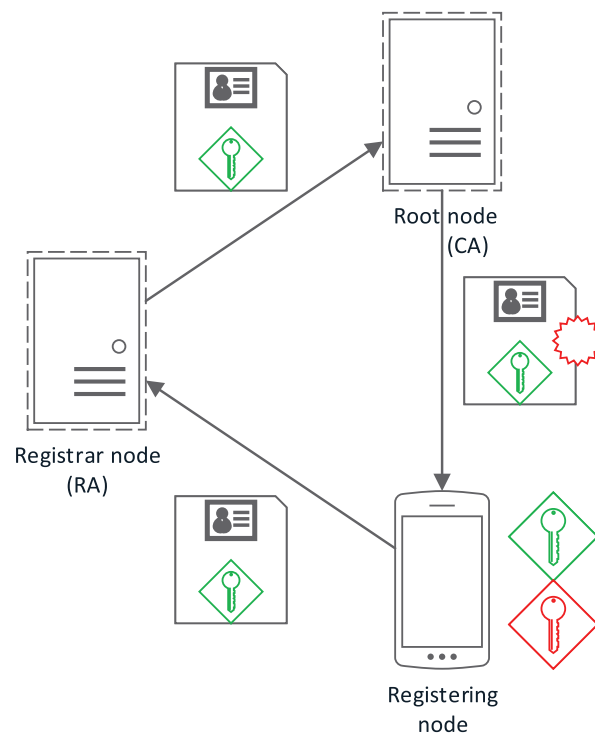 Root node
(CA)
Registrar node
(RA)
Registering
node